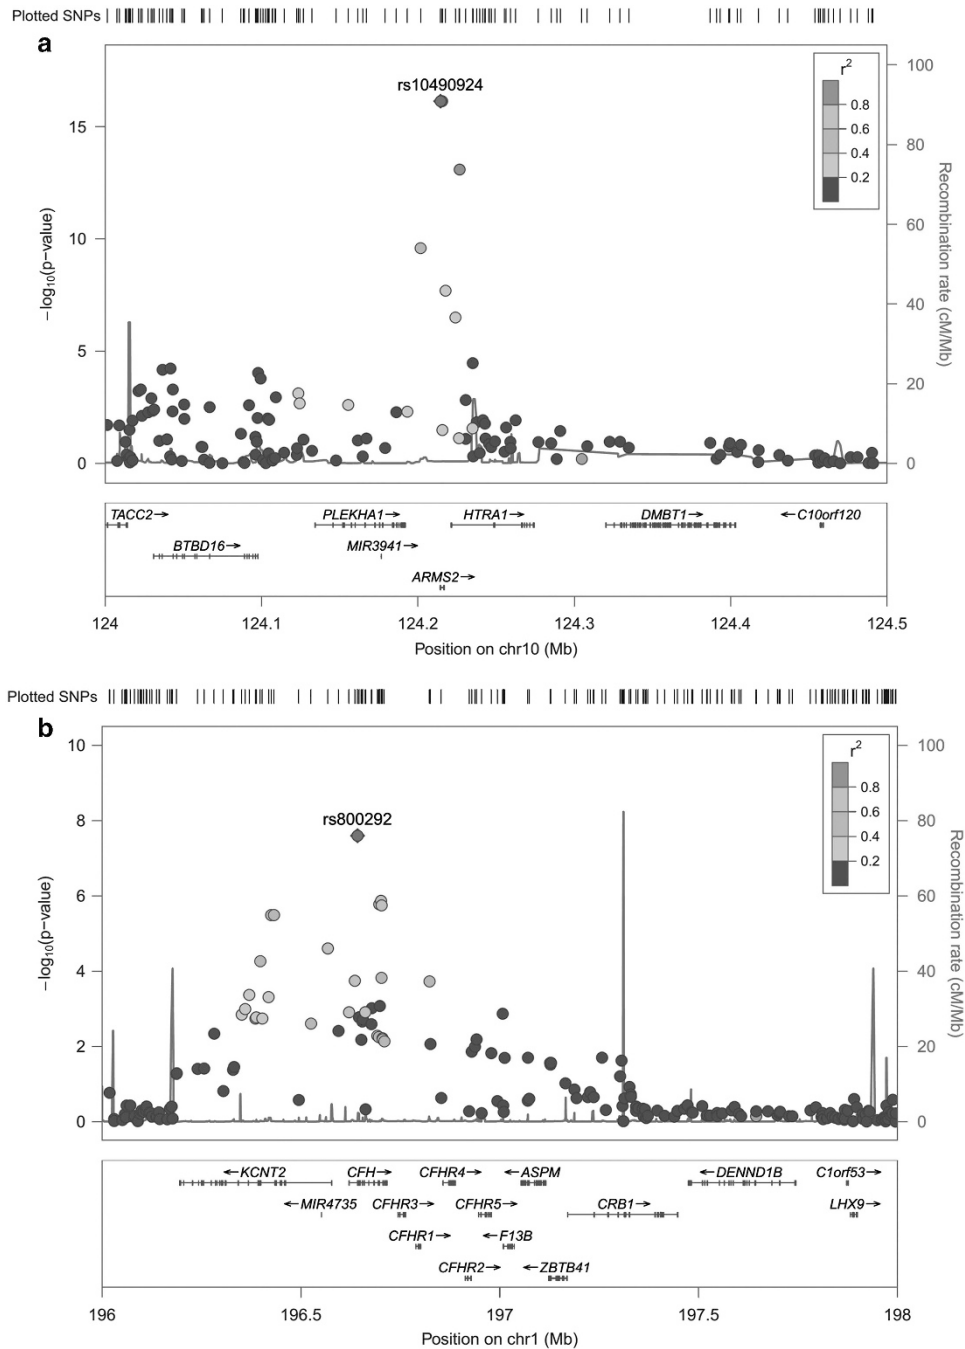 Plotted SNPs
a
rs10490924
r2
0.8
0.6
0.4
0.2
15
10
5
0
−log10(p−value)
100
80
60
40
20
0
Recombination rate (cM/Mb)
TACC2→
PLEKHA1→
HTRA1→
DMBT1→
←C10orf120
BTBD16→
MIR3941→
ARMS2→
124
124.1
124.2
124.3
124.4
124.5
Position on chr10 (Mb)
Plotted SNPs
b
rs800292
r2
0.8
0.6
0.4
0.2
10
8
6
4
2
0
−log10(p−value)
100
80
60
40
20
0
Recombination rate (cM/Mb)
←KCNT2
CFH→
CFHR4→
←ASPM
←DENND1B
C1orf53→
←MIR4735
CFHR3→
CFHR5→
CRB1→
LHX9→
CFHR1→
←F13B
CFHR2→
←ZBTB41
196
196.5
197
197.5
198
Position on chr1 (Mb)